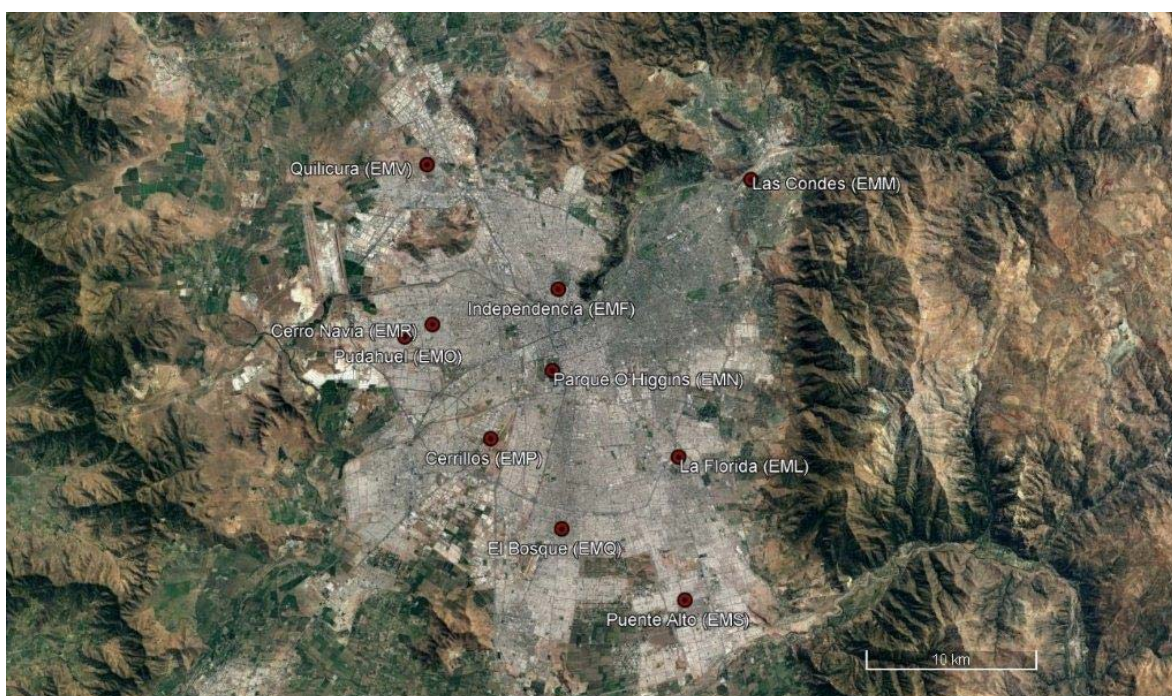 Quilicura (EMV)
Las Condes (EMM)
Independencia (EMF)
Cerro Navia (EMR)
Pudahuel (EMO)
Parque O'Higgins (EMN)
Cerrillos (EMP)
La Florida (EML)
El Bosque (EMQ)
Puente Alto (EMS)
10 km